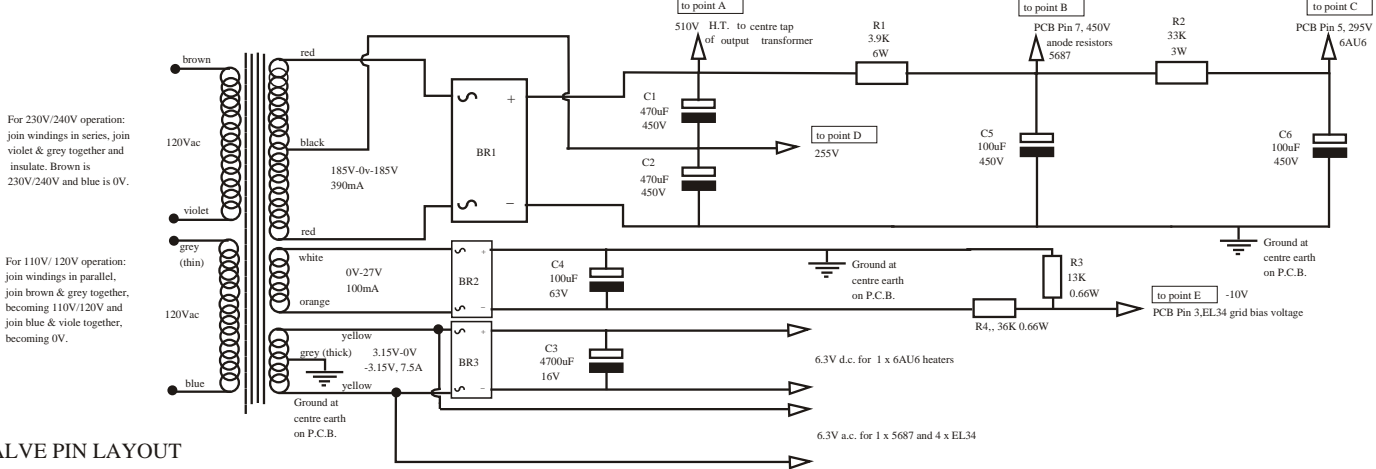 to point A
510V H.T. to centre tap
of output transformer
to point B
PCB Pin 7, 450V
anode resistors
5687
to point C
PCB Pin 5, 295V
6AU6
R1
3.9K
6W
R2
33K
3W
brown
red
For 230V/240V operation:
join windings in series, join
violet & grey together and
insulate. Brown is
230V/240V and blue is 0V.
120Vac
black
185V-0v-185V
390mA
BR1
+
−
C1
470uF
450V
C2
470uF
450V
to point D
255V
C5
100uF
450V
C6
100uF
450V
violet
red
grey
(thin)
white
For 110V/ 120V operation:
join windings in parallel,
join brown & grey together,
becoming 110V/120V and
join blue & viole together,
becoming 0V.
120Vac
0V-27V
100mA
orange
BR2
+
-
C4
100uF
63V
Ground at
centre earth
on P.C.B.
Ground at
centre earth
on P.C.B.
R3
13K
0.66W
to point E -10V
PCB Pin 3,EL34 grid bias voltage
R4,, 36K 0.66W
yellow
grey (thick)
3.15V-0V
-3.15V, 7.5A
yellow
BR3
+
-
C3
4700uF
16V
6.3V d.c. for 1 x 6AU6 heaters
blue
Ground at
centre earth
on P.C.B.
6.3V a.c. for 1 x 5687 and 4 x EL34
ALVE PIN LAYOUT